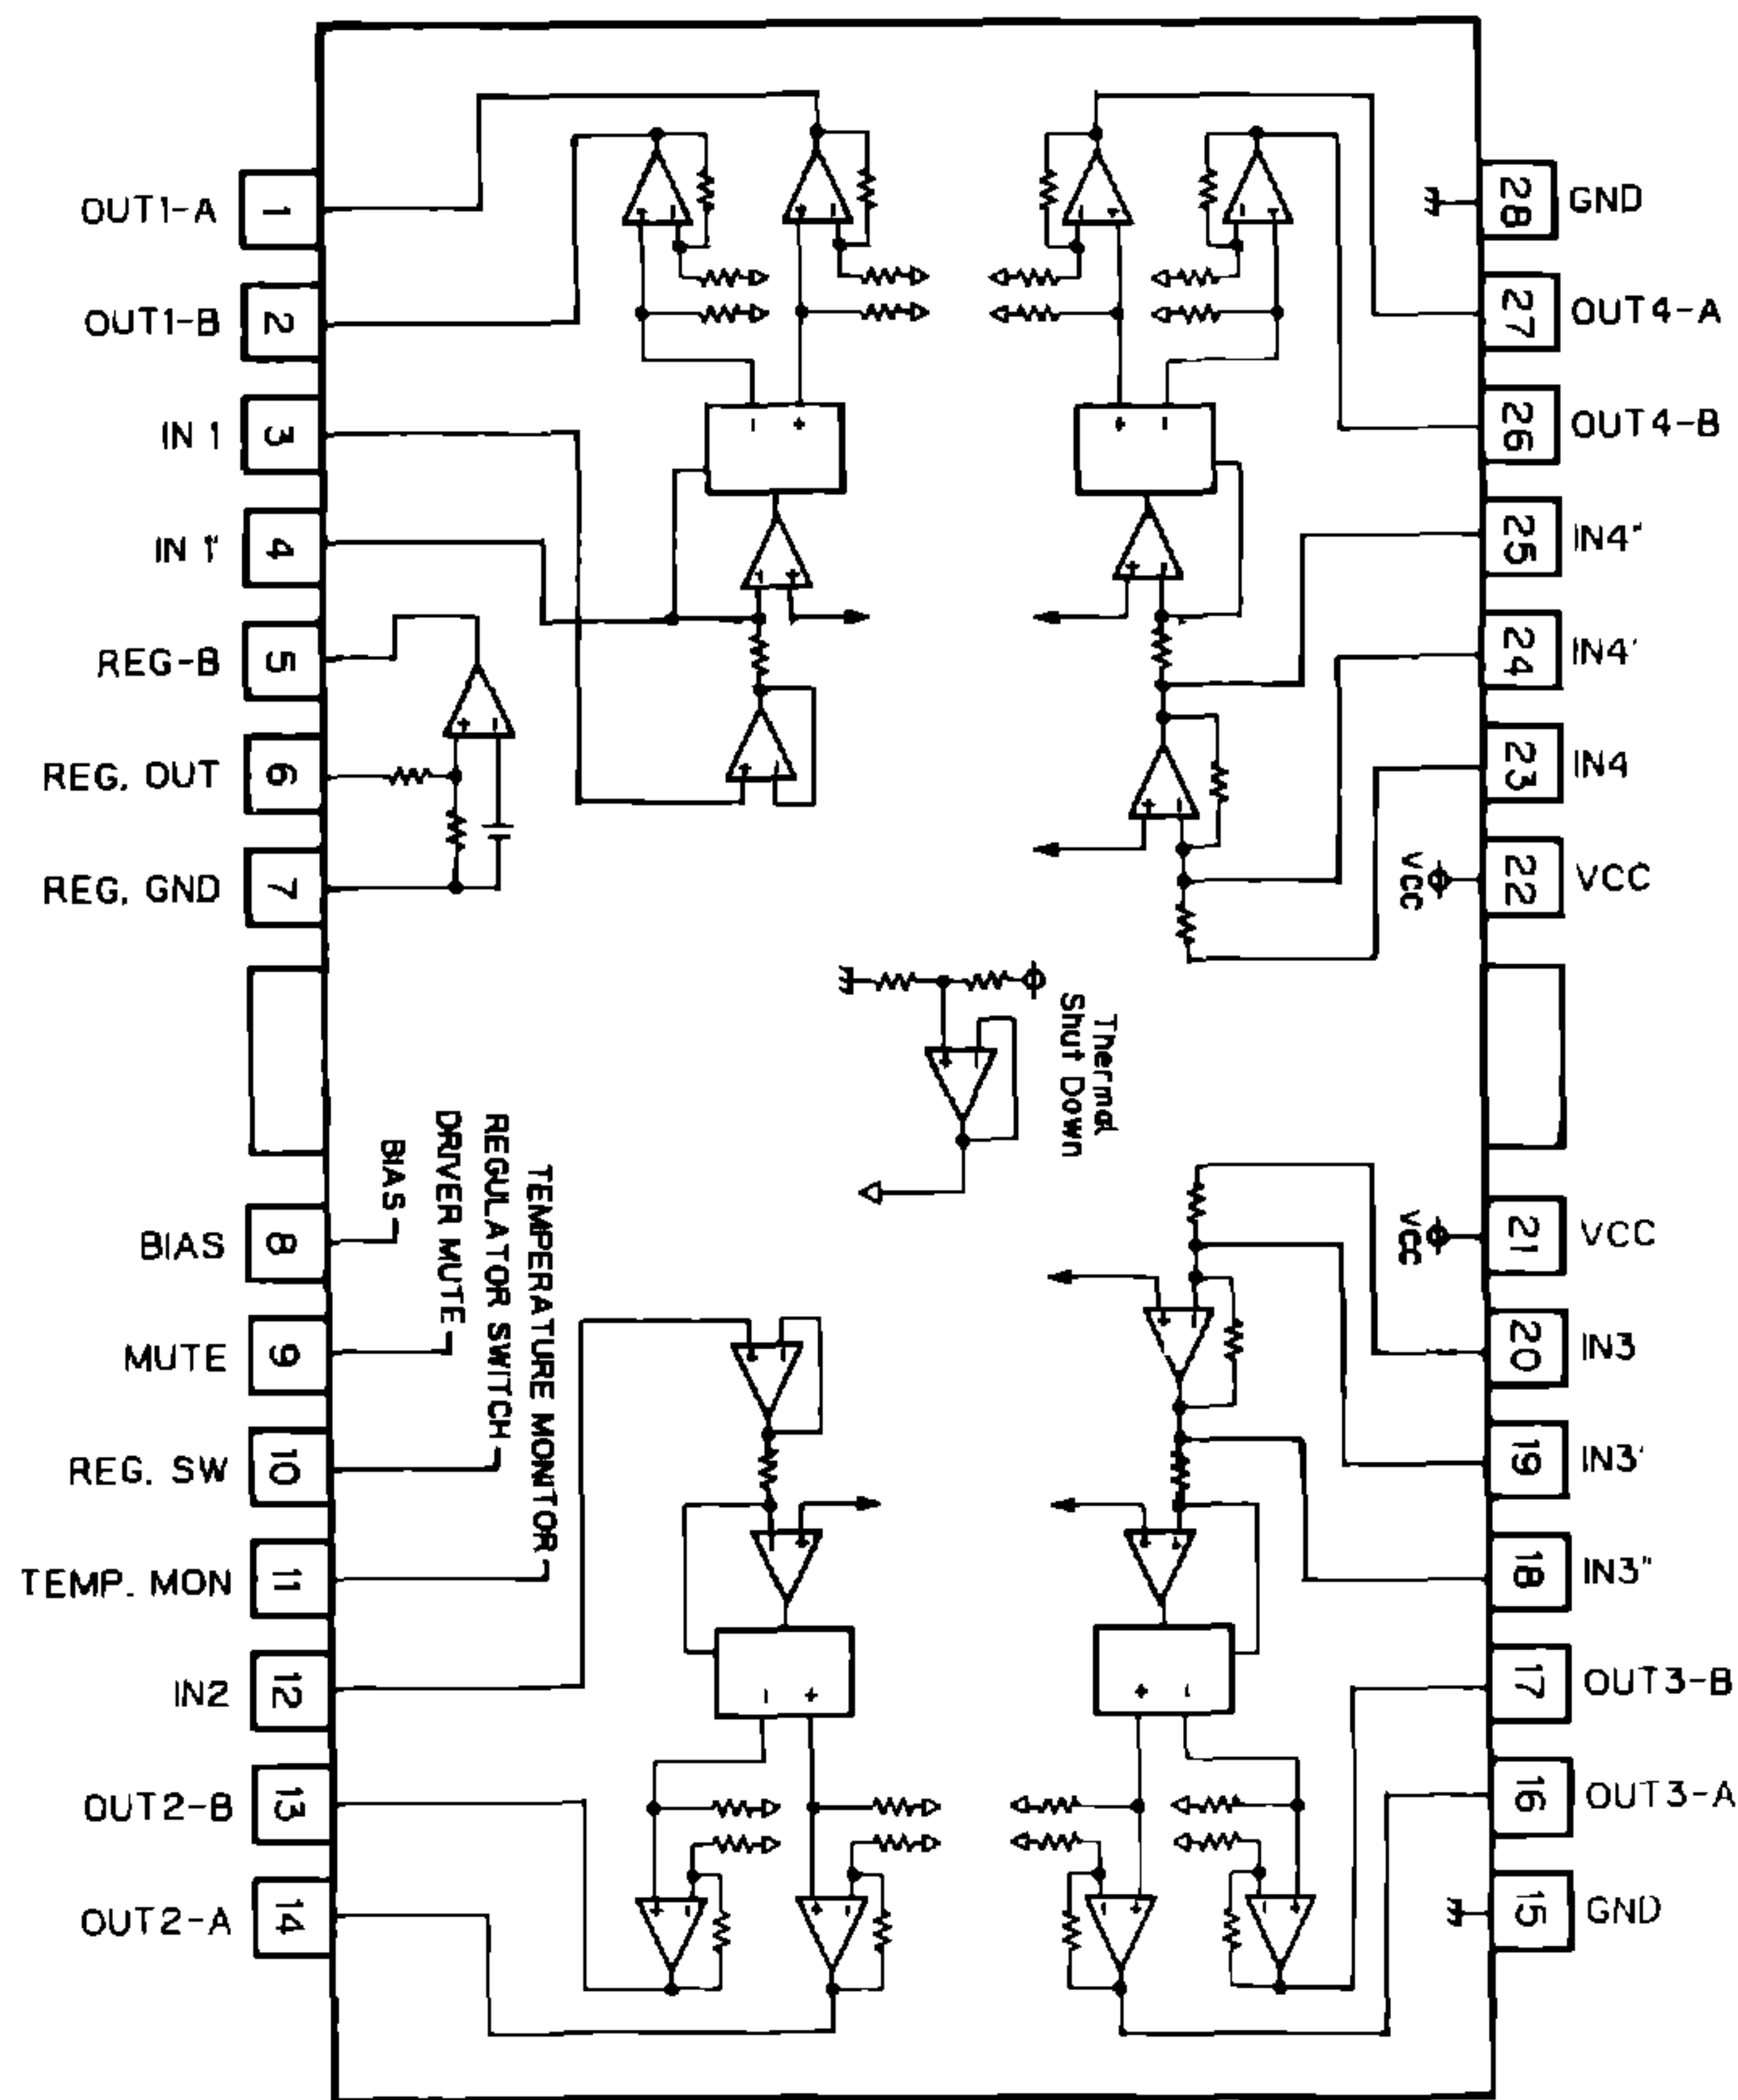 OUT1-A 1
OUT1-B 2
IN 1 3
IN 1' 4
REG-B 5
REG. OUT 6
REG. GND 7
BIAS 8
MUTE 9
REG. SW 10
TEMP. MON 11
IN2 12
OUT2-B 13
OUT2-A 14
BIAS
DRIVER MUTE
REGULATOR SWITCH
TEMPERATURE MONITOR
Thermal
Shut Down
28 GND
27 OUT4-A
26 OUT4-B
25 IN4"
24 IN4'
23 IN4
VCC 22 VCC
VCC 21 VCC
20 IN3
19 IN3'
18 IN3"
17 OUT3-B
16 OUT3-A
15 GND